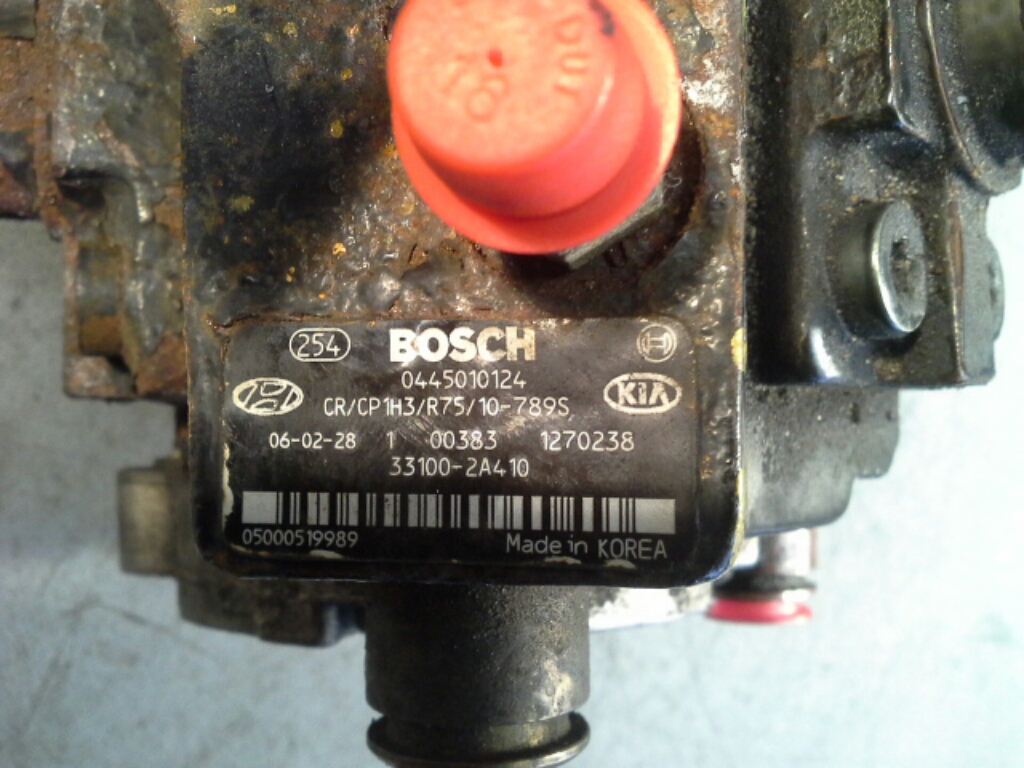 OUT
254 BOSCH
0445010124
KIA
CR/CP1H3/R75/10-789S
06-02-28 1 00383 1270238
33100-2A410
05000519989
Made in KOREA